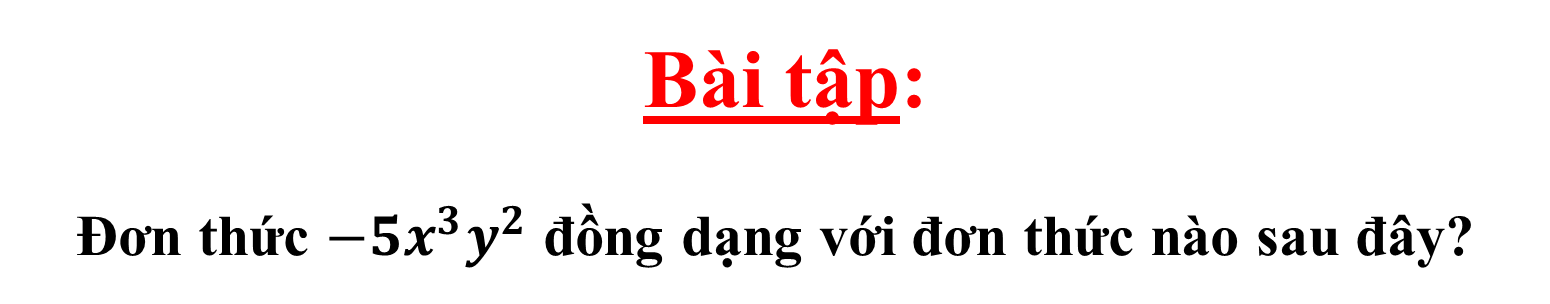 Bài tập:
Đơn thức −5x³y² đồng dạng với đơn thức nào sau đây?